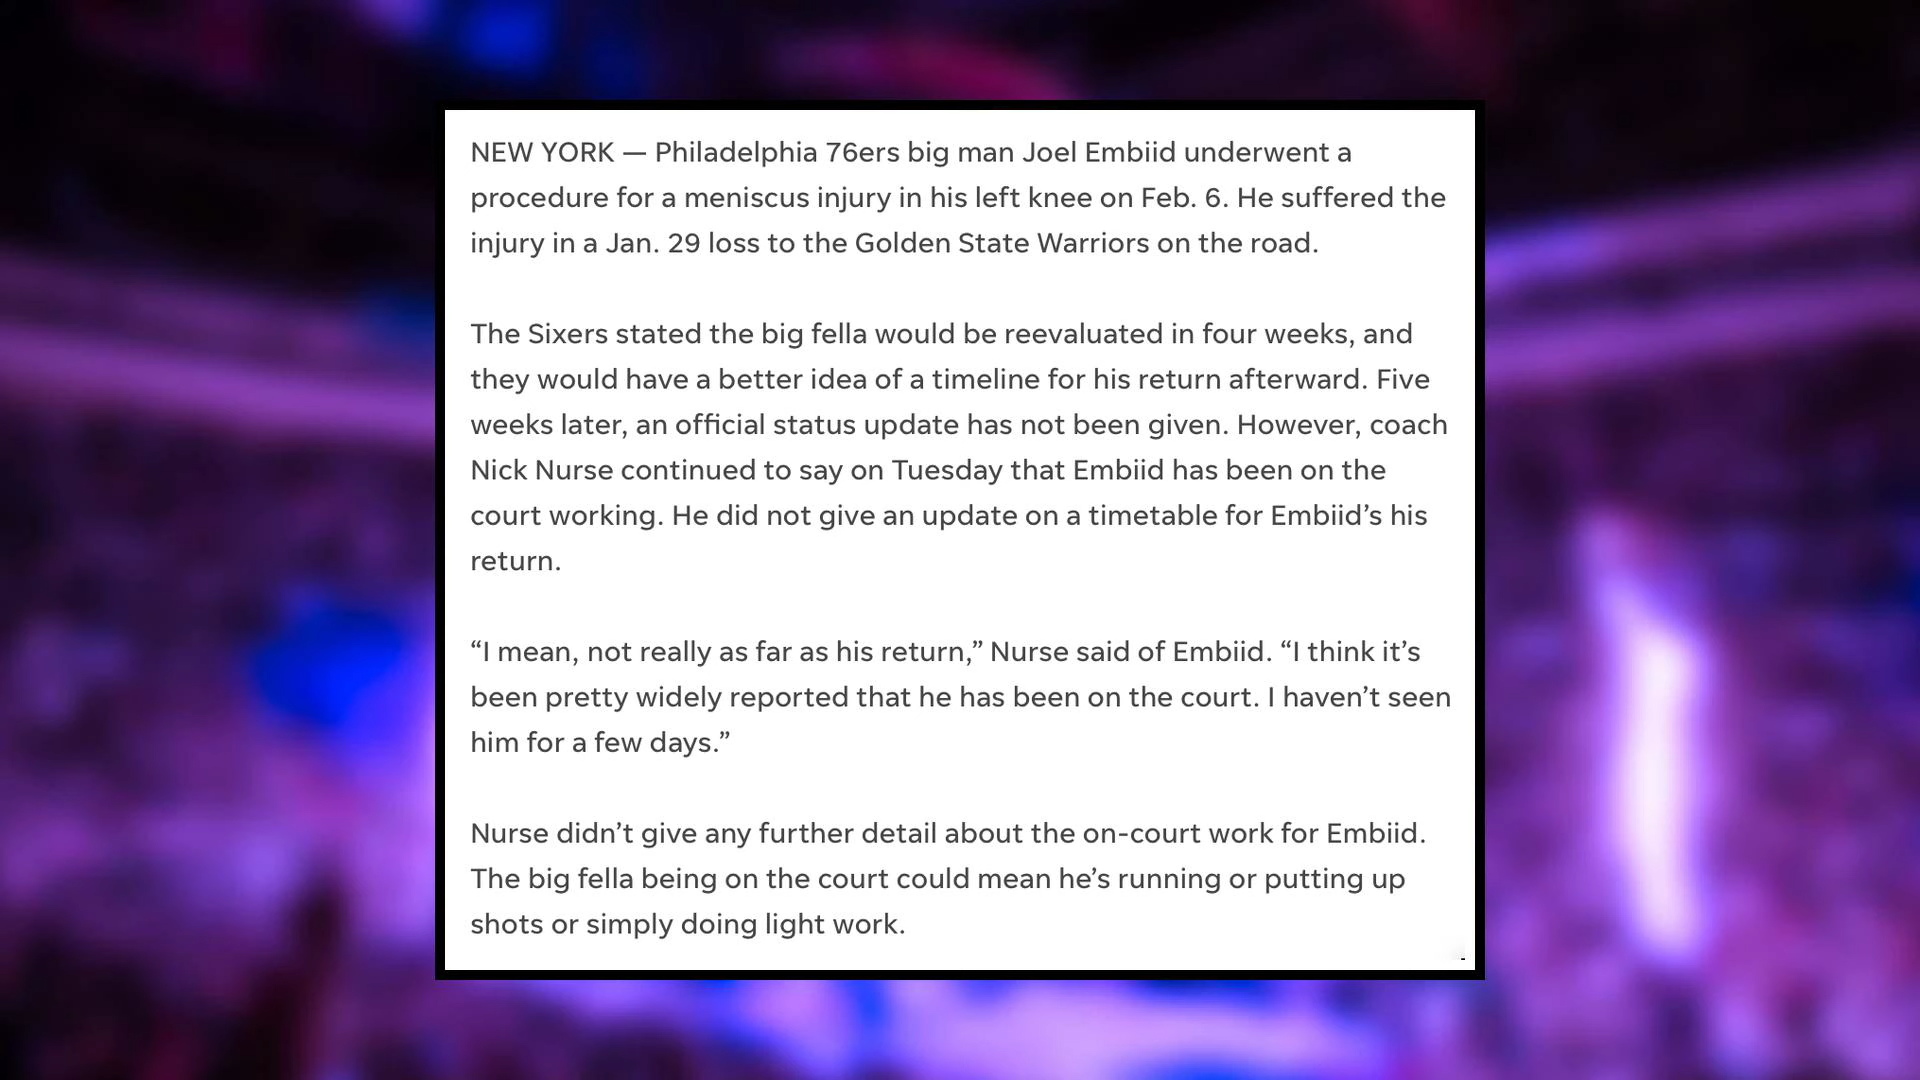 NEW YORK — Philadelphia 76ers big man Joel Embiid underwent a
procedure for a meniscus injury in his left knee on Feb. 6. He suffered the
injury in a Jan. 29 loss to the Golden State Warriors on the road.
The Sixers stated the big fella would be reevaluated in four weeks, and
they would have a better idea of a timeline for his return afterward. Five
weeks later, an official status update has not been given. However, coach
Nick Nurse continued to say on Tuesday that Embiid has been on the
court working. He did not give an update on a timetable for Embiid’s his
return.
“I mean, not really as far as his return,” Nurse said of Embiid. “I think it’s
been pretty widely reported that he has been on the court. I haven’t seen
him for a few days.”
Nurse didn’t give any further detail about the on-court work for Embiid.
The big fella being on the court could mean he’s running or putting up
shots or simply doing light work.